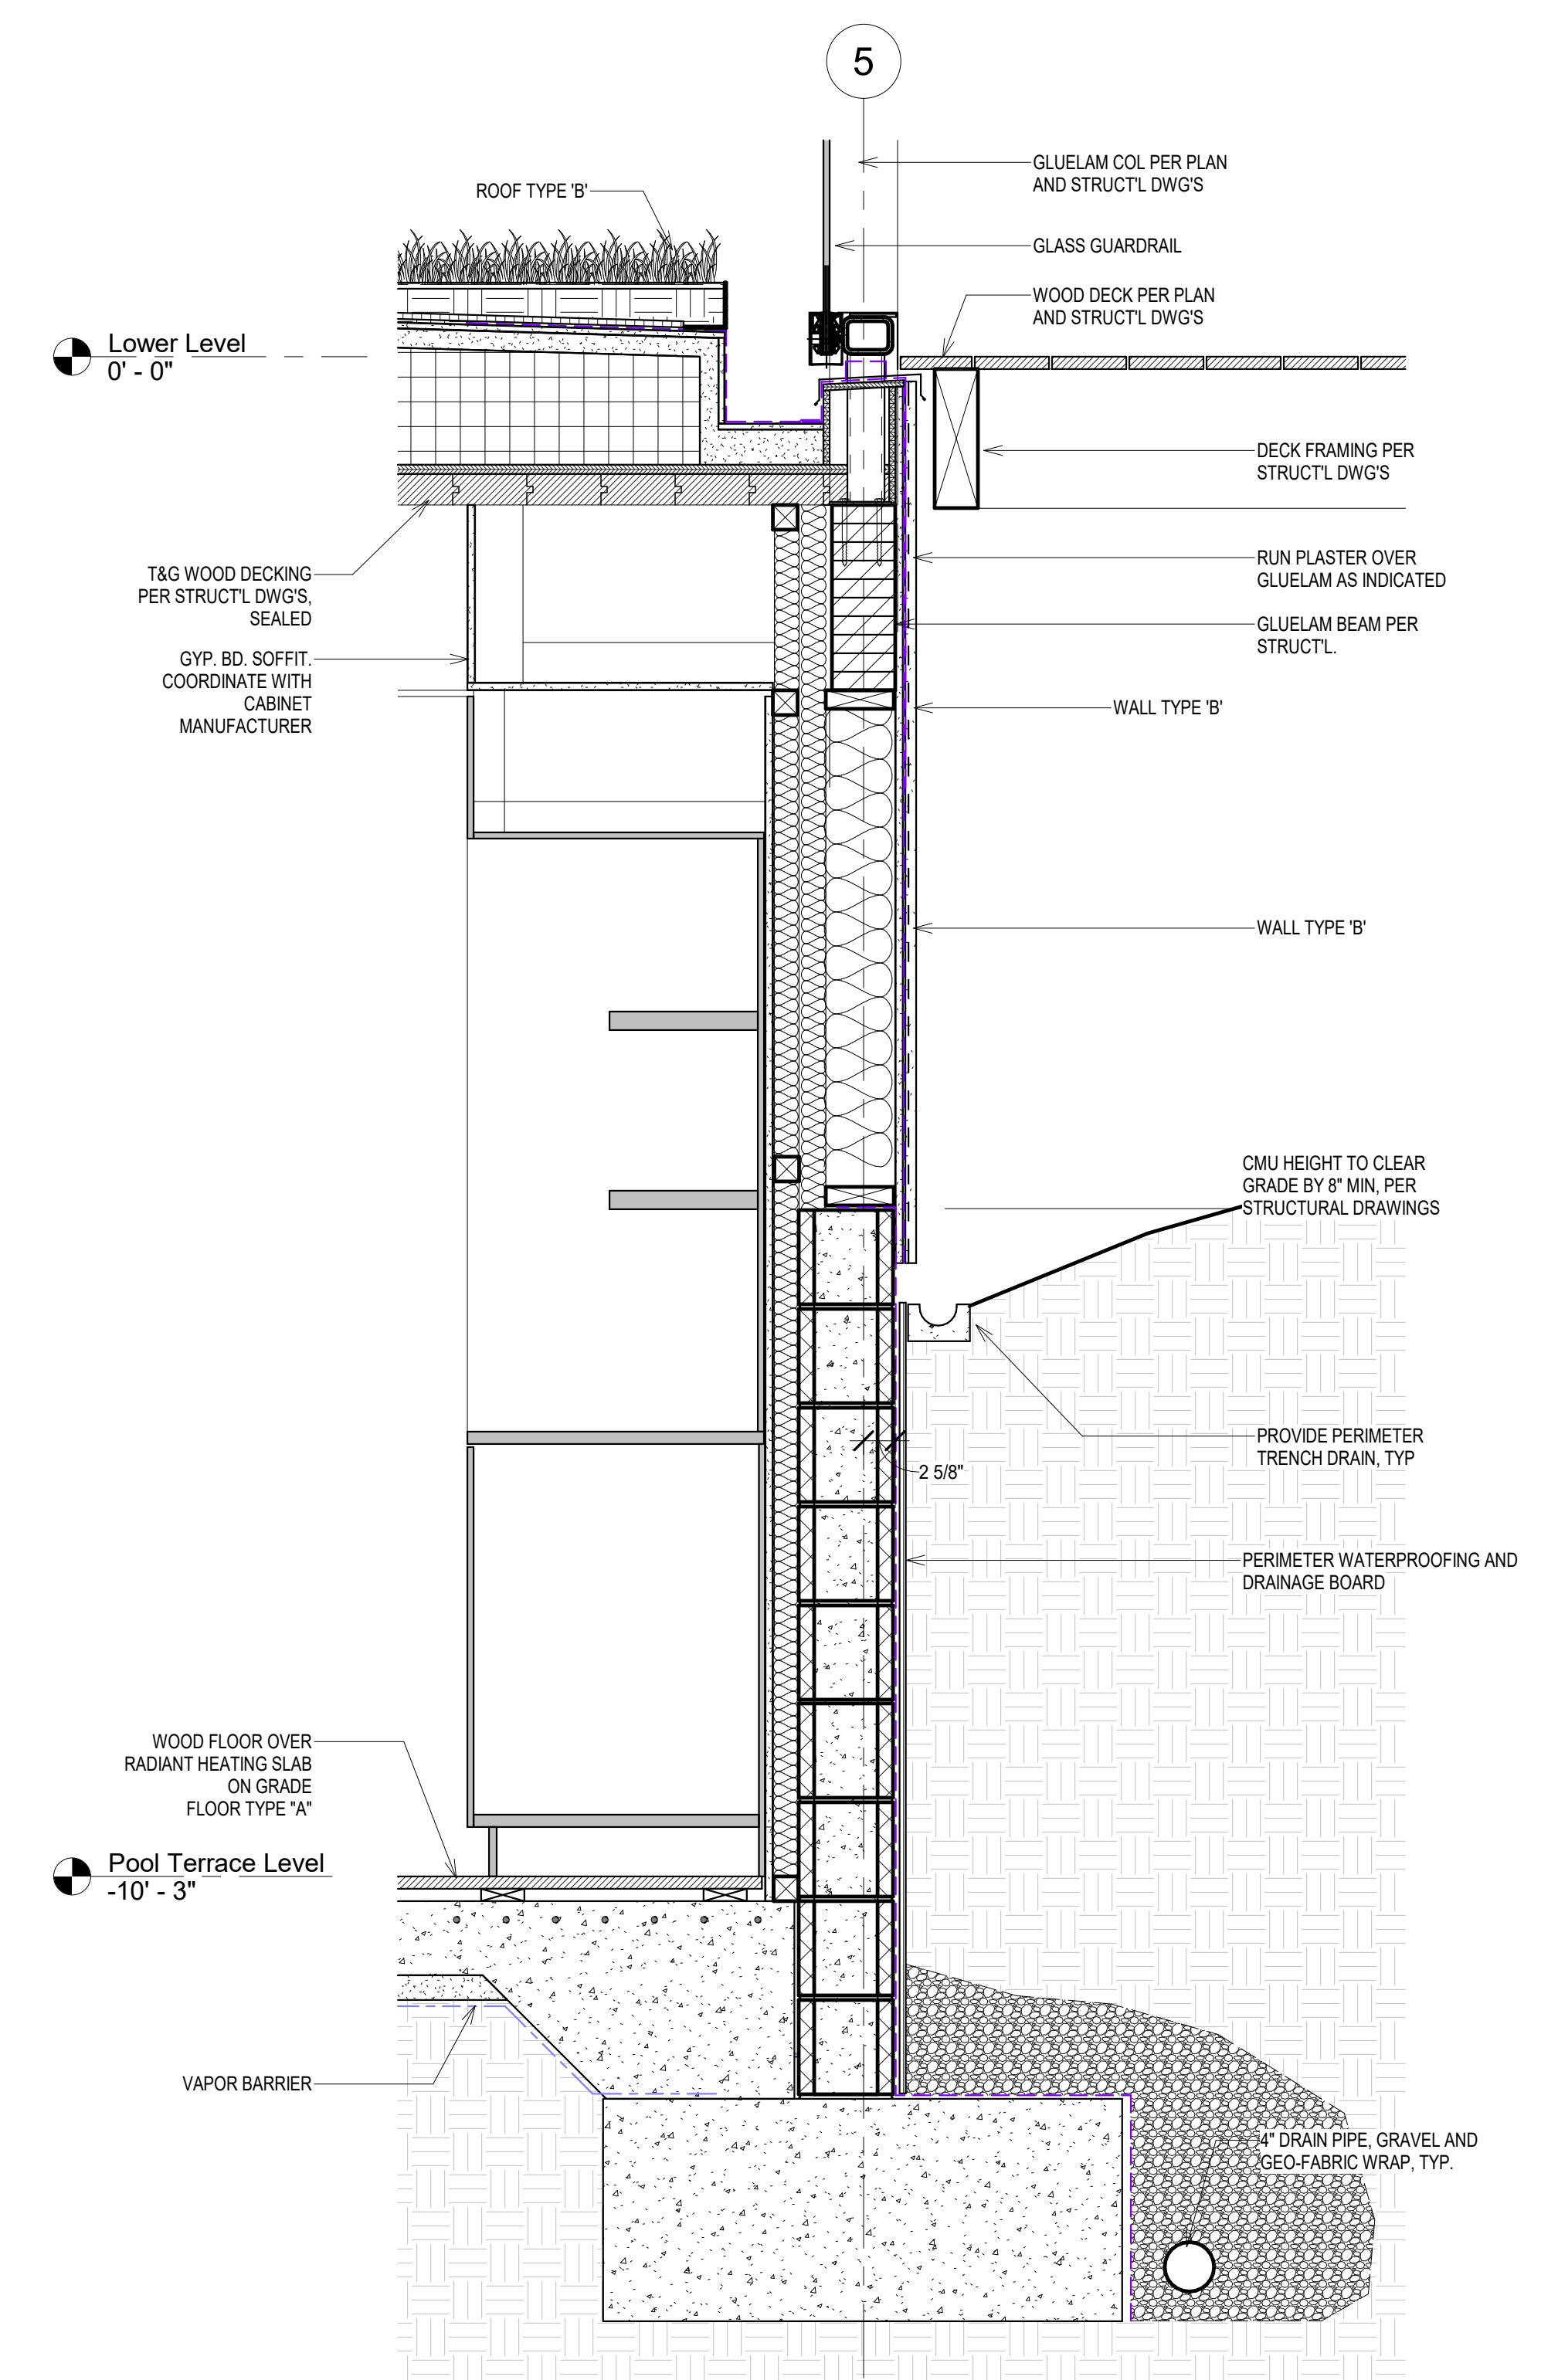 5
GLUELAM COL PER PLAN
AND STRUCT'L DWG'S
ROOF TYPE 'B'
GLASS GUARDRAIL
WOOD DECK PER PLAN
AND STRUCT'L DWG'S
Lower Level
0' - 0"
DECK FRAMING PER
STRUCT'L DWG'S
T&G WOOD DECKING
PER STRUCT'L DWG'S,
SEALED
RUN PLASTER OVER
GLUELAM AS INDICATED
GLUELAM BEAM PER
STRUCT'L.
GYP. BD. SOFFIT.
COORDINATE WITH
CABINET
MANUFACTURER
WALL TYPE 'B'
WALL TYPE 'B'
CMU HEIGHT TO CLEAR
GRADE BY 8" MIN, PER
STRUCTURAL DRAWINGS
PROVIDE PERIMETER
TRENCH DRAIN, TYP
2 5/8"
PERIMETER WATERPROOFING AND
DRAINAGE BOARD
WOOD FLOOR OVER
RADIANT HEATING SLAB
ON GRADE
FLOOR TYPE "A"
Pool Terrace Level
-10' - 3"
VAPOR BARRIER
4" DRAIN PIPE, GRAVEL AND
GEO-FABRIC WRAP, TYP.